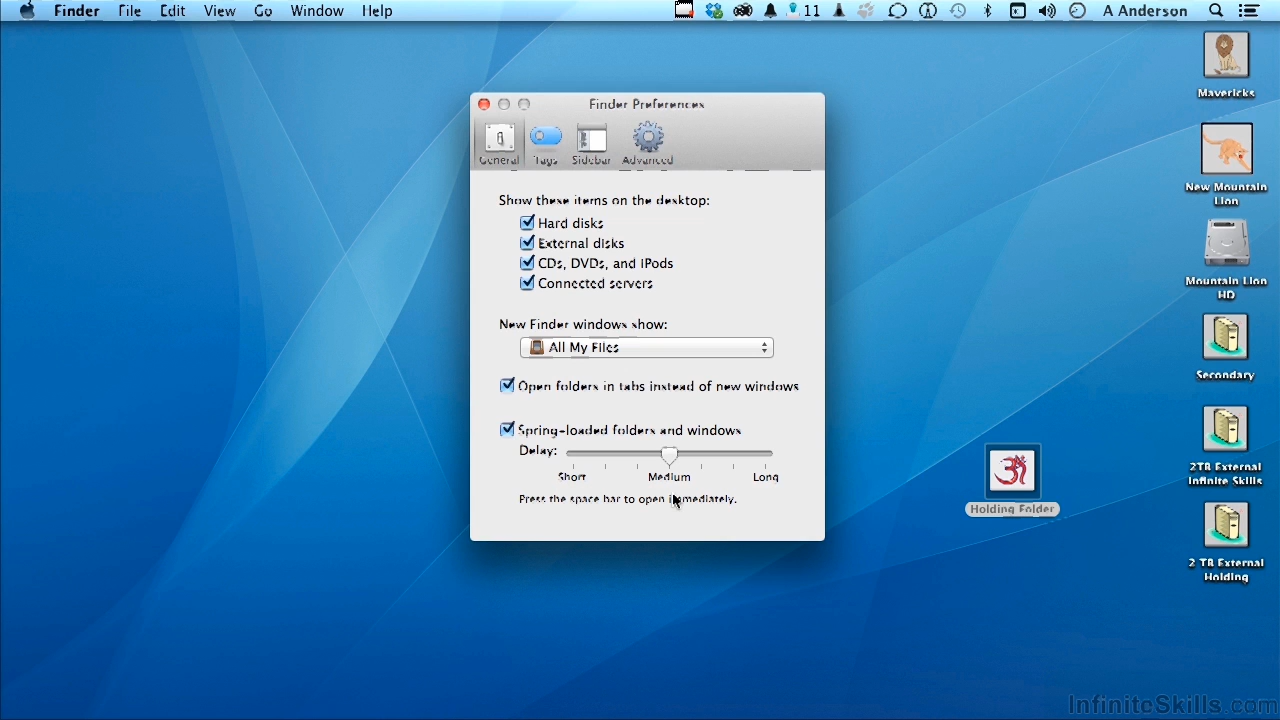 Finder File Edit View Go Window Help 11 A Anderson
Finder Preferences
General Tags Sidebar Advanced
Show these items on the desktop:
Hard disks
External disks
CDs, DVDs, and iPods
Connected servers
New Finder windows show:
All My Files
Open folders in tabs instead of new windows
Spring-loaded folders and windows
Delay:
Short Medium Long
Press the space bar to open immediately.
Mavericks
New Mountain
Lion
Mountain Lion
HD
Secondary
2TB External
Infinite Skills
ॐ
Holding Folder
2 TB External
Holding
InfiniteSkills.com